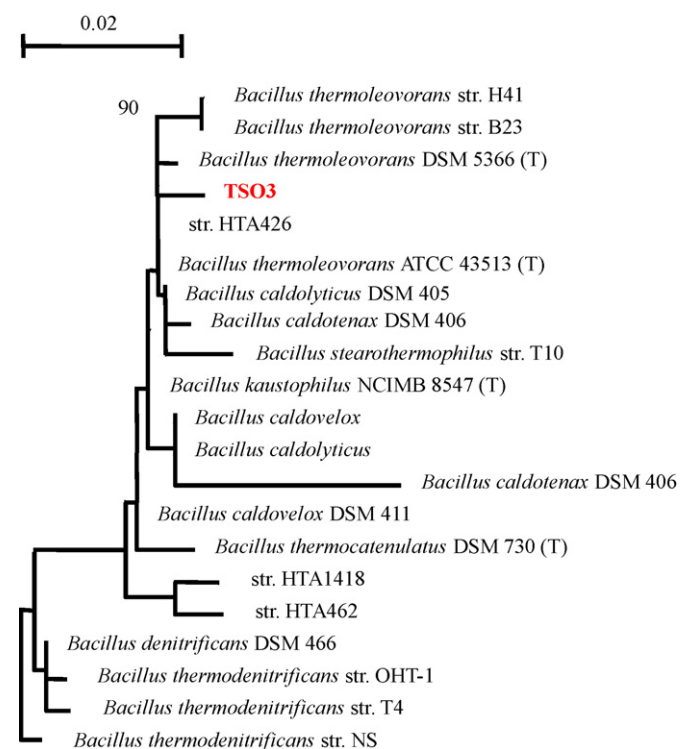 0.02
90
Bacillus thermoleovorans str. H41
Bacillus thermoleovorans str. B23
Bacillus thermoleovorans DSM 5366 (T)
TSO3
str. HTA426
Bacillus thermoleovorans ATCC 43513 (T)
Bacillus caldolyticus DSM 405
Bacillus caldotenax DSM 406
Bacillus stearothermophilus str. T10
Bacillus kaustophilus NCIMB 8547 (T)
Bacillus caldovelox
Bacillus caldolyticus
Bacillus caldotenax DSM 406
Bacillus caldovelox DSM 411
Bacillus thermocatenulatus DSM 730 (T)
str. HTA1418
str. HTA462
Bacillus denitrificans DSM 466
Bacillus thermodenitrificans str. OHT-1
Bacillus thermodenitrificans str. T4
Bacillus thermodenitrificans str. NS